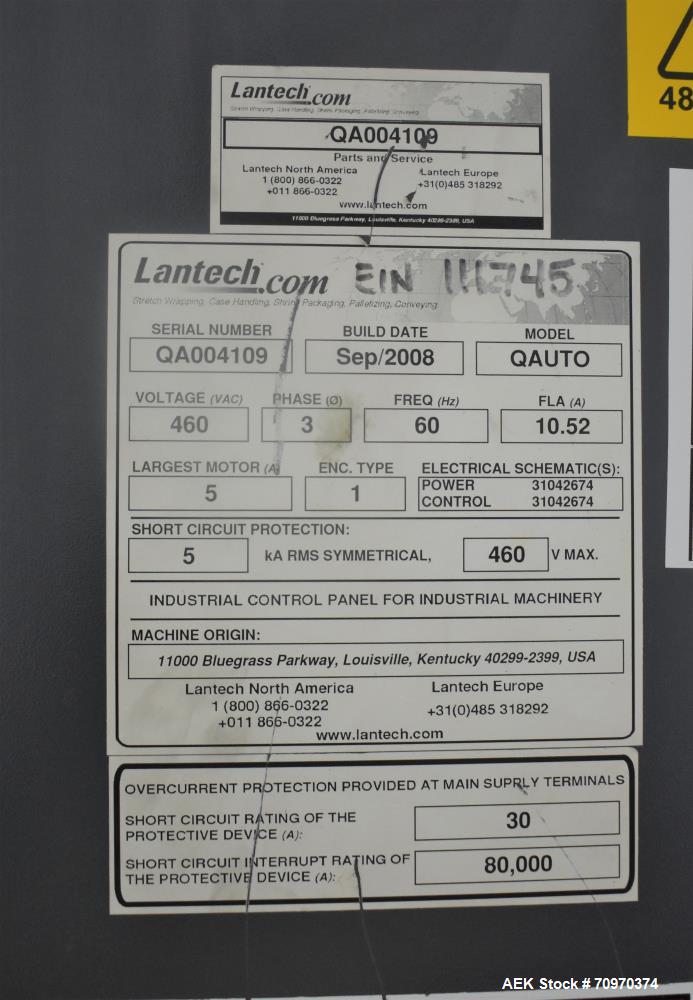 48
Lantech.com
Stretch Wrapping, Case Handling, Shrink Packaging, Palletizing, Conveying
QA004109
Parts and Service
Lantech North America
1 (800) 866-0322
+011 866-0322
Lantech Europe
+31(0)485 318292
www.lantech.com
11000 Bluegrass Parkway, Louisville, Kentucky 40299-2399, USA
Lantech.com EIN 111745
Stretch Wrapping, Case Handling, Shrink Packaging, Palletizing, Conveying
SERIAL NUMBER BUILD DATE MODEL
QA004109 Sep/2008 QAUTO
VOLTAGE (VAC) PHASE (Ø) FREQ (Hz) FLA (A)
460 3 60 10.52
LARGEST MOTOR (A) ENC. TYPE ELECTRICAL SCHEMATIC(S):
5 1 POWER 31042674
CONTROL 31042674
SHORT CIRCUIT PROTECTION:
5 kA RMS SYMMETRICAL, 460 V MAX.
INDUSTRIAL CONTROL PANEL FOR INDUSTRIAL MACHINERY
MACHINE ORIGIN:
11000 Bluegrass Parkway, Louisville, Kentucky 40299-2399, USA
Lantech North America
1 (800) 866-0322
+011 866-0322
Lantech Europe
+31(0)485 318292
www.lantech.com
OVERCURRENT PROTECTION PROVIDED AT MAIN SUPPLY TERMINALS
SHORT CIRCUIT RATING OF THE
PROTECTIVE DEVICE (A):
30
SHORT CIRCUIT INTERRUPT RATING OF
THE PROTECTIVE DEVICE (A):
80,000
AEK Stock # 70970374